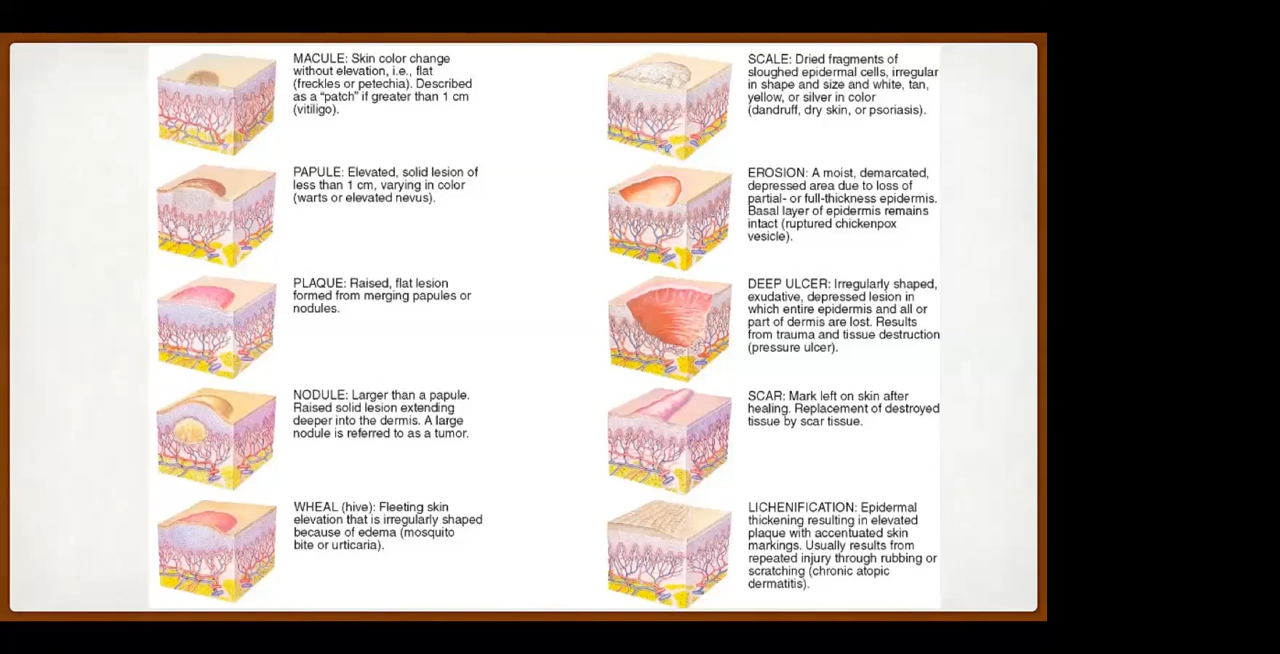 MACULE: Skin color change
without elevation, i.e., flat
(freckles or petechia). Described
as a “patch” if greater than 1 cm
(vitiligo).
PAPULE: Elevated, solid lesion of
less than 1 cm, varying in color
(warts or elevated nevus).
PLAQUE: Raised, flat lesion
formed from merging papules or
nodules.
NODULE: Larger than a papule.
Raised solid lesion extending
deeper into the dermis. A large
nodule is referred to as a tumor.
WHEAL (hive): Fleeting skin
elevation that is irregularly shaped
because of edema (mosquito
bite or urticaria).
SCALE: Dried fragments of
sloughed epidermal cells, irregular
in shape and size and white, tan,
yellow, or silver in color
(dandruff, dry skin, or psoriasis).
EROSION: A moist, demarcated,
depressed area due to loss of
partial- or full-thickness epidermis.
Basal layer of epidermis remains
intact (ruptured chickenpox
vesicle).
DEEP ULCER: Irregularly shaped,
exudative, depressed lesion in
which entire epidermis and all or
part of dermis are lost. Results
from trauma and tissue destruction
(pressure ulcer).
SCAR: Mark left on skin after
healing. Replacement of destroyed
tissue by scar tissue.
LICHENIFICATION: Epidermal
thickening resulting in elevated
plaque with accentuated skin
markings. Usually results from
repeated injury through rubbing or
scratching (chronic atopic
dermatitis).